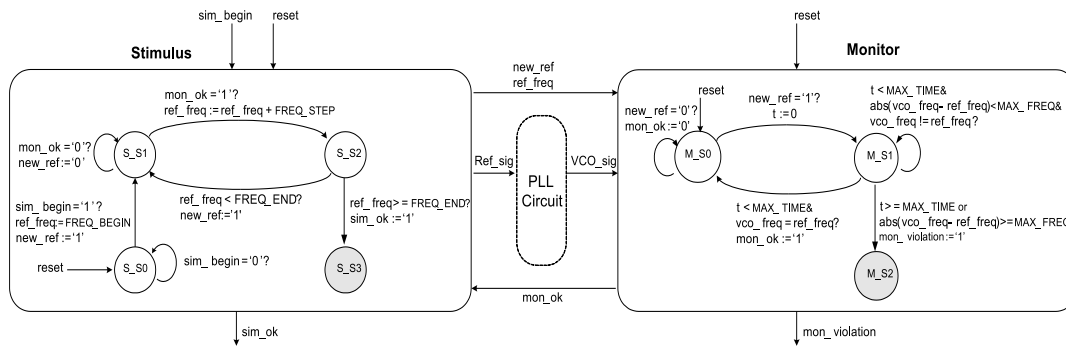 sim_begin
reset
reset
Stimulus
Monitor
new_ref
ref_freq
mon_ok = '1'?
ref_freq := ref_freq + FREQ_STEP
mon_ok = '0'?
new_ref := '0'
S_S1
S_S2
ref_freq < FREQ_END?
new_ref:= '1'
sim_begin = '1'?
ref_freq:= FREQ_BEGIN
new_ref := '1'
ref_freq>= FREQ_END?
sim_ok := '1'
reset
S_S0
sim_begin = '0'?
S_S3
sim_ok
Ref_sig
VCO_sig
PLL
Circuit
mon_ok
reset
new_ref = '0'?
mon_ok := '0'
new_ref = '1'?
t := 0
t < MAX_TIME&
abs(vco_freq- ref_freq)<MAX_FREQ&
vco_freq != ref_freq?
M_S0
M_S1
t < MAX_TIME&
vco_freq = ref_freq?
mon_ok := '1'
t > = MAX_TIME or
abs(vco_freq- ref_freq)>=MAX_FREQ
mon_violation := '1'
M_S2
mon_violation